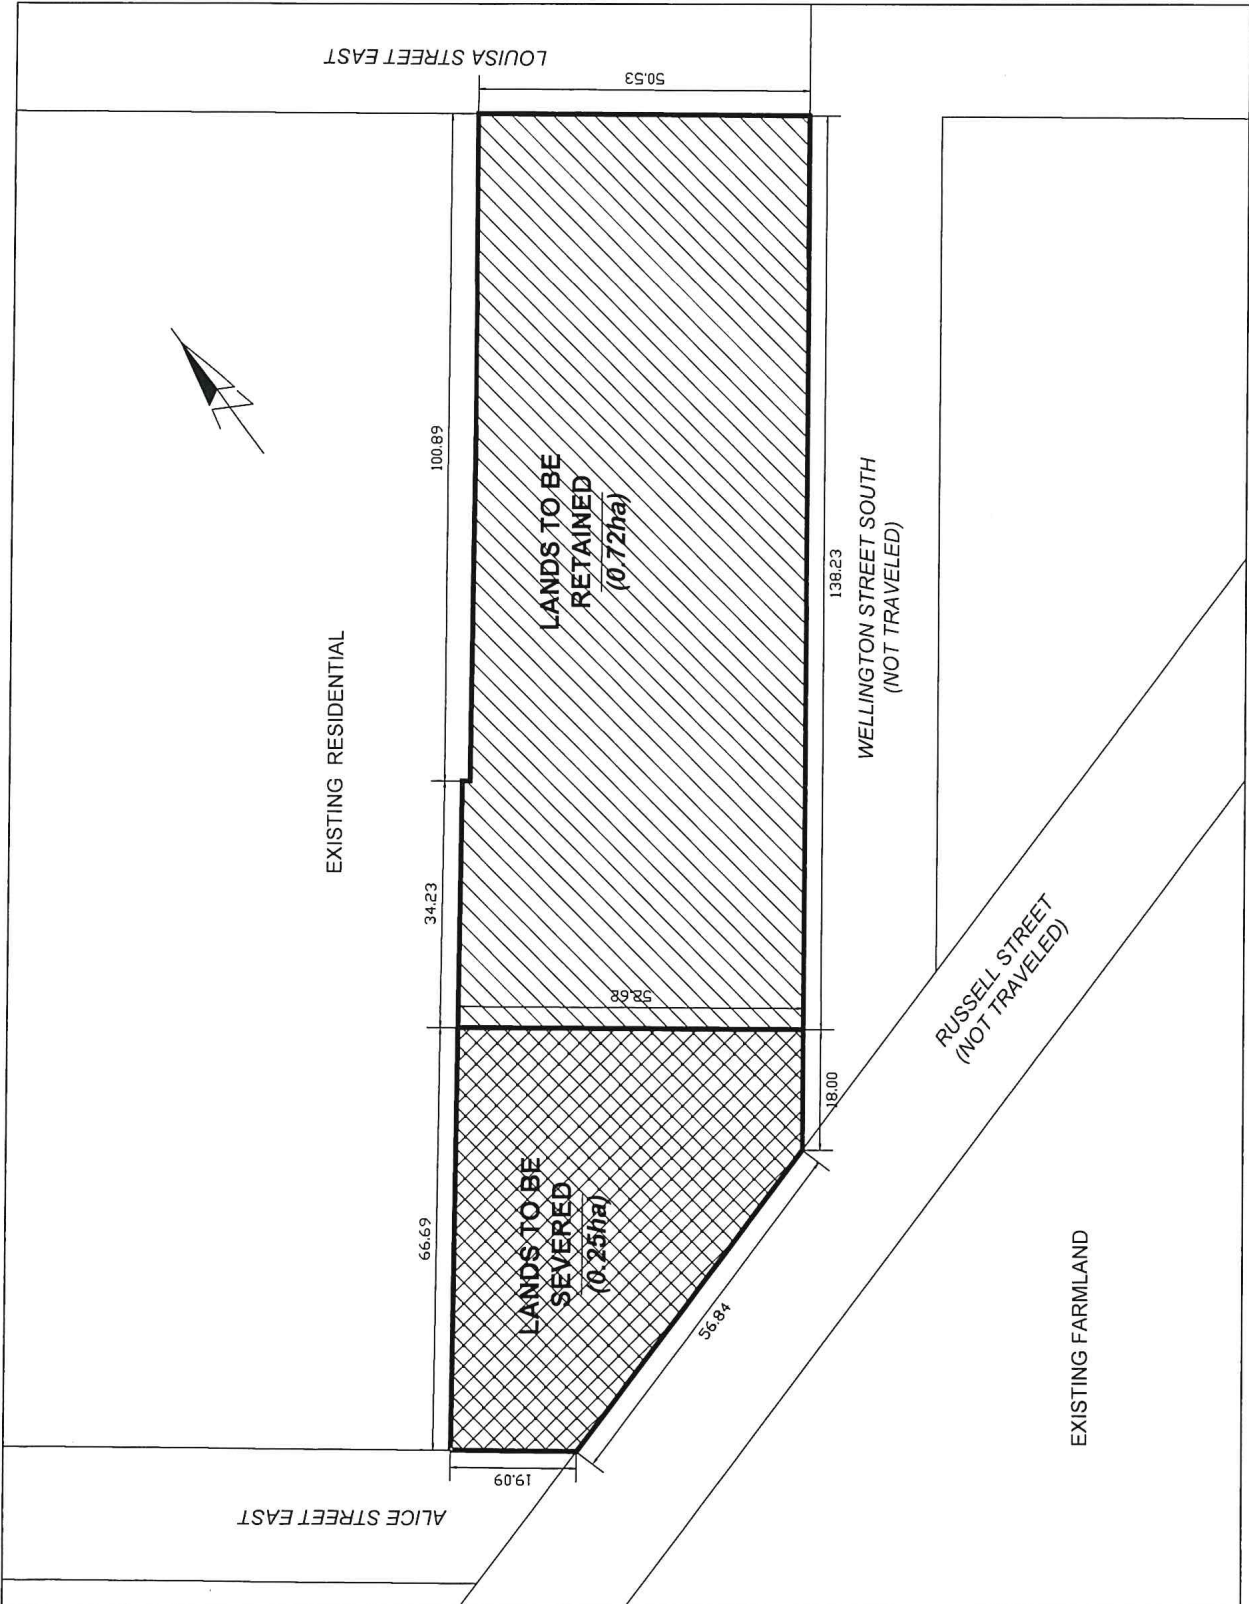 LOUISA STREET EAST
50.53
100.89
LANDS TO BE
RETAINED
(0.72ha)
138.23
WELLINGTON STREET SOUTH
(NOT TRAVELED)
EXISTING RESIDENTIAL
34.23
52.62
RUSSELL STREET
(NOT TRAVELED)
18.00
LANDS TO BE
SEVERED
(0.25ha)
66.69
56.84
EXISTING FARMLAND
19.09
ALICE STREET EAST